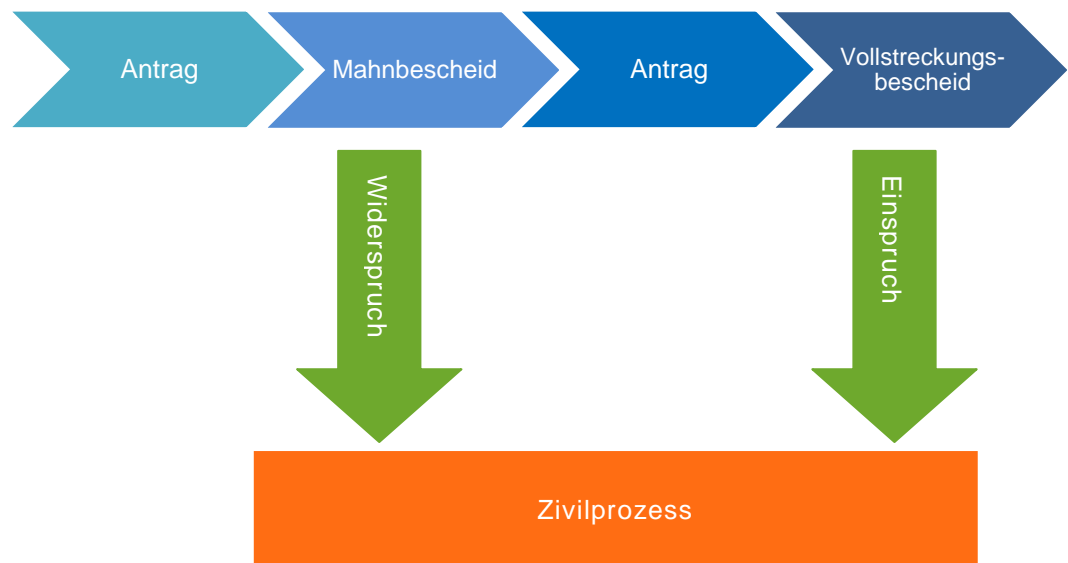 Antrag
Mahnbescheid
Antrag
Vollstreckungs-
bescheid
Widerspruch
Einspruch
Zivilprozess